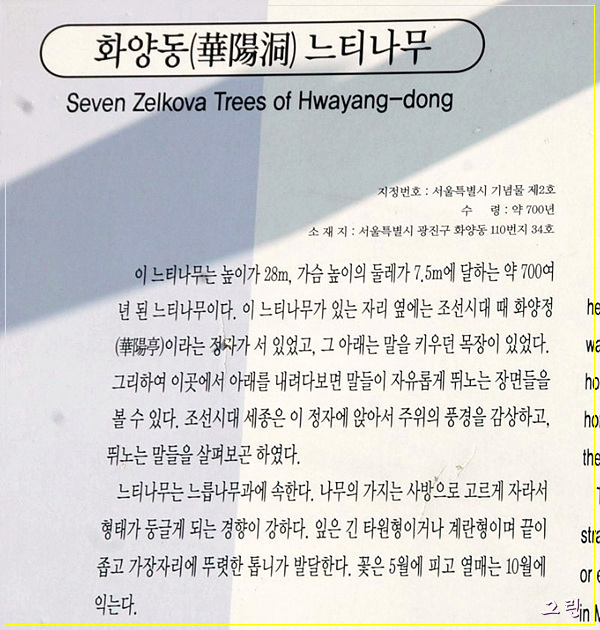 화양동(華陽洞) 느티나무
Seven Zelkova Trees of Hwayang-dong
지정번호 : 서울특별시 기념물 제2호
수 령 : 약 700년
소 재 지 : 서울특별시 광진구 화양동 110번지 34호
이 느티나무는 높이가 28m, 가슴 높이의 둘레가 7.5m에 달하는 약 700여
년 된 느티나무이다. 이 느티나무가 있는 자리 옆에는 조선시대 때 화양정
(華陽亭)이라는 정자가 서 있었고, 그 아래는 말을 키우던 목장이 있었다.
그리하여 이곳에서 아래를 내려다보면 말들이 자유롭게 뛰노는 장면들을
볼 수 있다. 조선시대 세종은 이 정자에 앉아서 주위의 풍경을 감상하고,
뛰노는 말들을 살펴보곤 하였다.
느티나무는 느릅나무과에 속한다. 나무의 가지는 사방으로 고르게 자라서
형태가 둥글게 되는 경향이 강하다. 잎은 긴 타원형이거나 계란형이며 끝이
좁고 가장자리에 뚜렷한 톱니가 발달한다. 꽃은 5월에 피고 열매는 10월에
익는다.